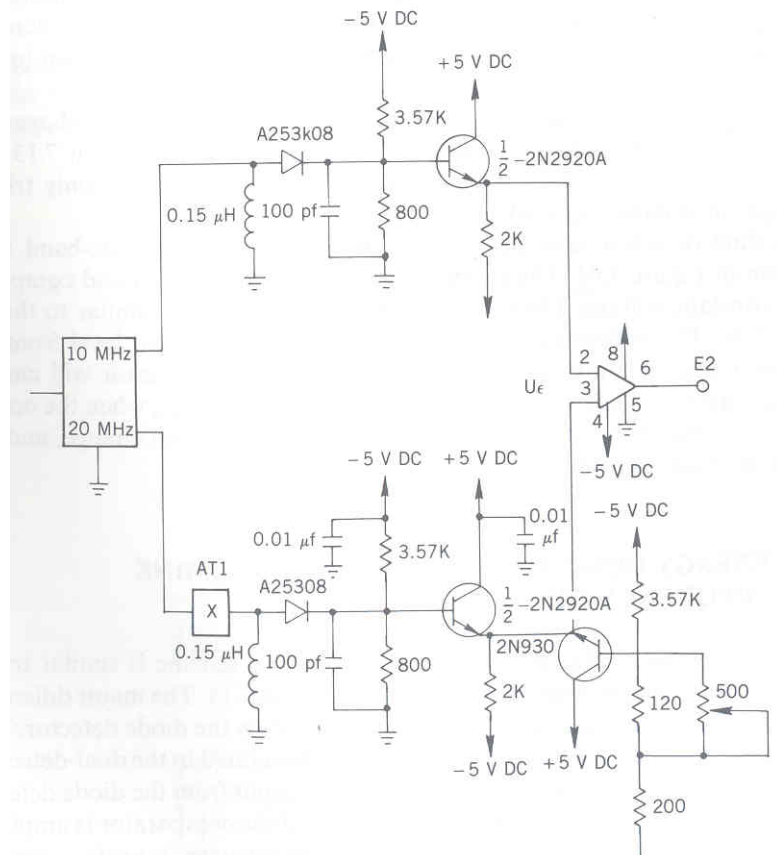 − 5 V DC
+ 5 V DC
3.57K
A253k08
1/2 −2N2920A
0.15 μH
100 pf
800
2K
10 MHz
20 MHz
2
8
6
E2
Uϵ
3
5
4
− 5 V DC
− 5 V DC
+ 5 V DC
− 5 V DC
0.01 μf
3.57K
0.01 μf
AT1
A25308
X
1/2 −2N2920A
3.57K
2N930
0.15 μH
100 pf
800
2K
120
500
− 5 V DC
+5 V DC
200